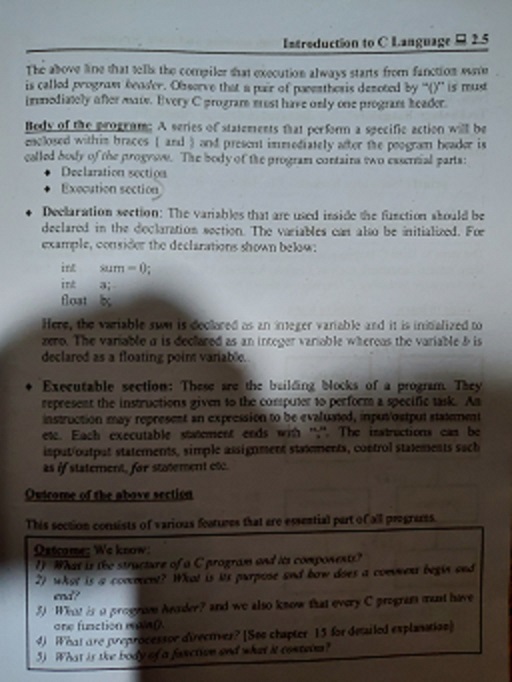 Introduction to C Language 2.5
The above line that tells the compiler that execution always starts from function main
is called program header. Observe that a pair of parenthesis denoted by "()" is must
immediately after main. Every C program must have only one program header.
Body of the program: A series of statements that perform a specific action will be
enclosed within braces { and } and present immediately after the program header is
called body of the program. The body of the program contains two essential parts:
• Declaration section
• Execution section
• Declaration section: The variables that are used inside the function should be
declared in the declaration section. The variables can also be initialized. For
example, consider the declarations shown below:
int sum = 0;
int a;
float b;
Here, the variable sum is declared as an integer variable and it is initialized to
zero. The variable a is declared as an integer variable whereas the variable b is
declared as a floating point variable..
• Executable section: These are the building blocks of a program. They
represent the instructions given to the computer to perform a specific task. An
instruction may represent an expression to be evaluated, input/output statement
etc. Each executable statement ends with ";". The instructions can be
input/output statements, simple assignment statements, control statements such
as if statement, for statement etc.
Outcome of the above section
This section consists of various features that are essential part of all programs.
Outcome: We know:
1) What is the structure of a C program and its components?
2) what is a comment? What is its purpose and how does a comment begin and
end?
3) What is a program header? and we also know that every C program must have
one function main().
4) What are preprocessor directives? [See chapter 15 for detailed explanation]
5) What is the body of a function and what it contains?